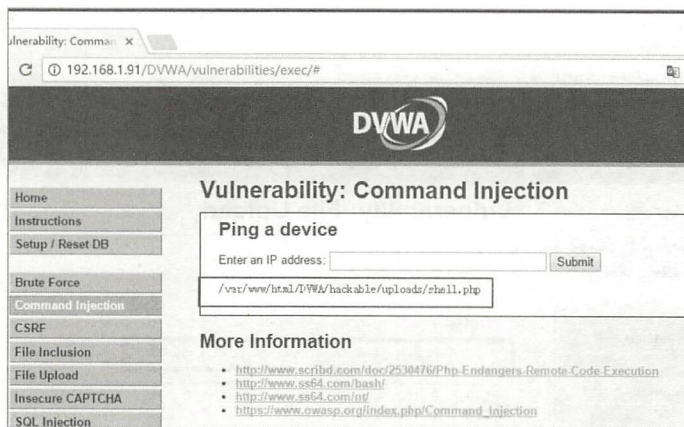 ulnerability: Comman ×
192.168.1.91/DVWA/vulnerabilities/exec/#
DVWA
Home
Instructions
Setup / Reset DB
Brute Force
Command Injection
CSRF
File Inclusion
File Upload
Insecure CAPTCHA
SQL Injection
Vulnerability: Command Injection
Ping a device
Enter an IP address:
Submit
/var/www/html/DVWA/hackable/uploads/shell.php
More Information
http://www.scribd.com/doc/2530476/Php-Endangers-Remote-Code-Execution
http://www.ss64.com/bash/
http://www.ss64.com/nt/
https://www.owasp.org/index.php/Command_Injection